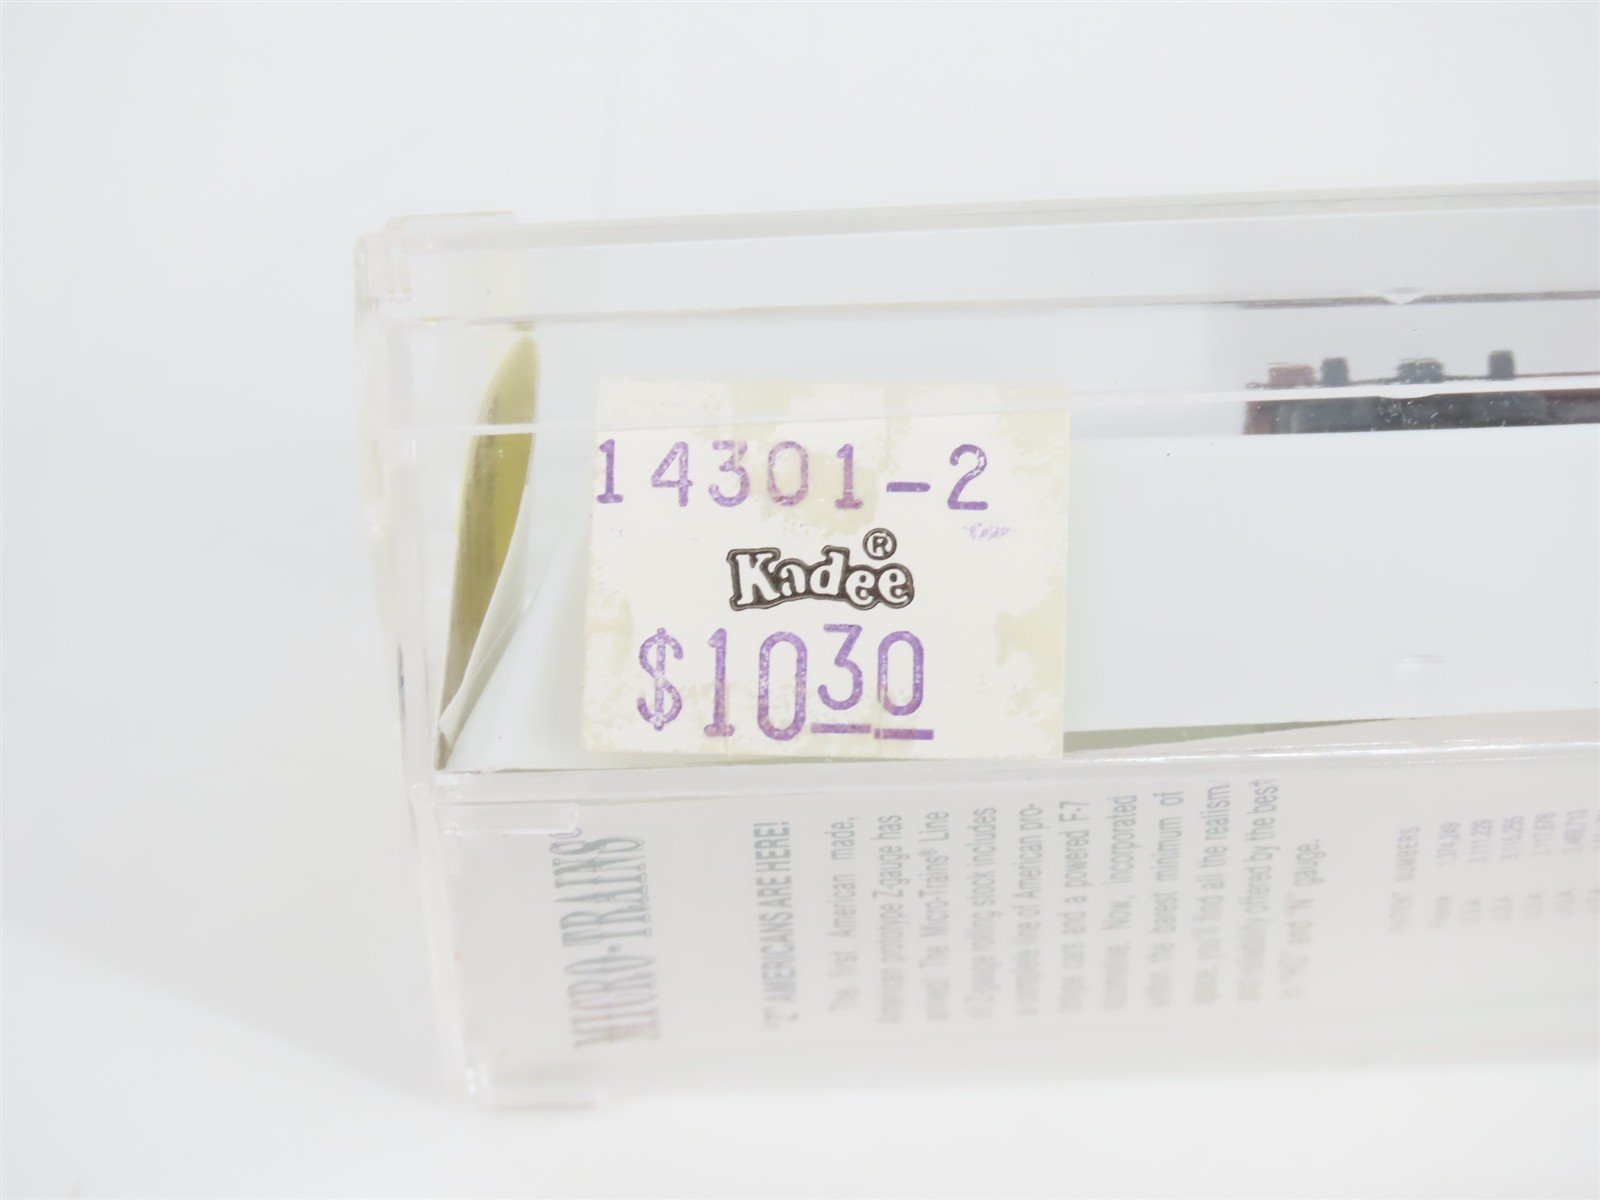 14301-2
Kadee®
$10.30
MICRO-TRAINS®
"Z" AMERICANS ARE HERE!
The first American made,
American prototype Z-gauge has
arrived. The Micro-Trains® Line
of Z gauge rolling stock includes
a complete line of American pro-
totype cars and a powered F-7
locomotive. Now, incorporated
within the barest minimum of
space, you'll find all the realism
and reliability offered by the best
in "HO" and "N" gauge.
PATENT NUMBERS
U.S.A.
U.S.A.
U.S.A.
U.S.A.